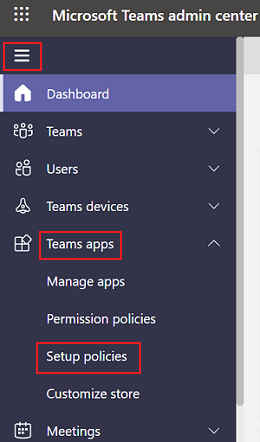 Microsoft Teams admin center
Dashboard
Teams
Users
Teams devices
Teams apps
Manage apps
Permission policies
Setup policies
Customize store
Meetings